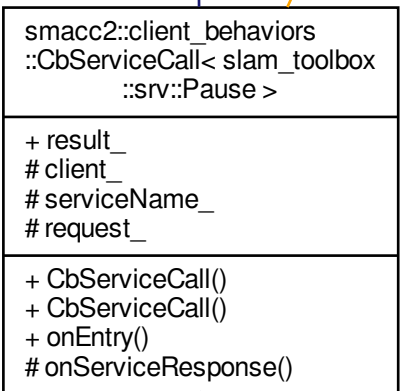 smacc2::client_behaviors
::CbServiceCall< slam_toolbox
::srv::Pause >
+ result_
# client_
# serviceName_
# request_
+ CbServiceCall()
+ CbServiceCall()
+ onEntry()
# onServiceResponse()